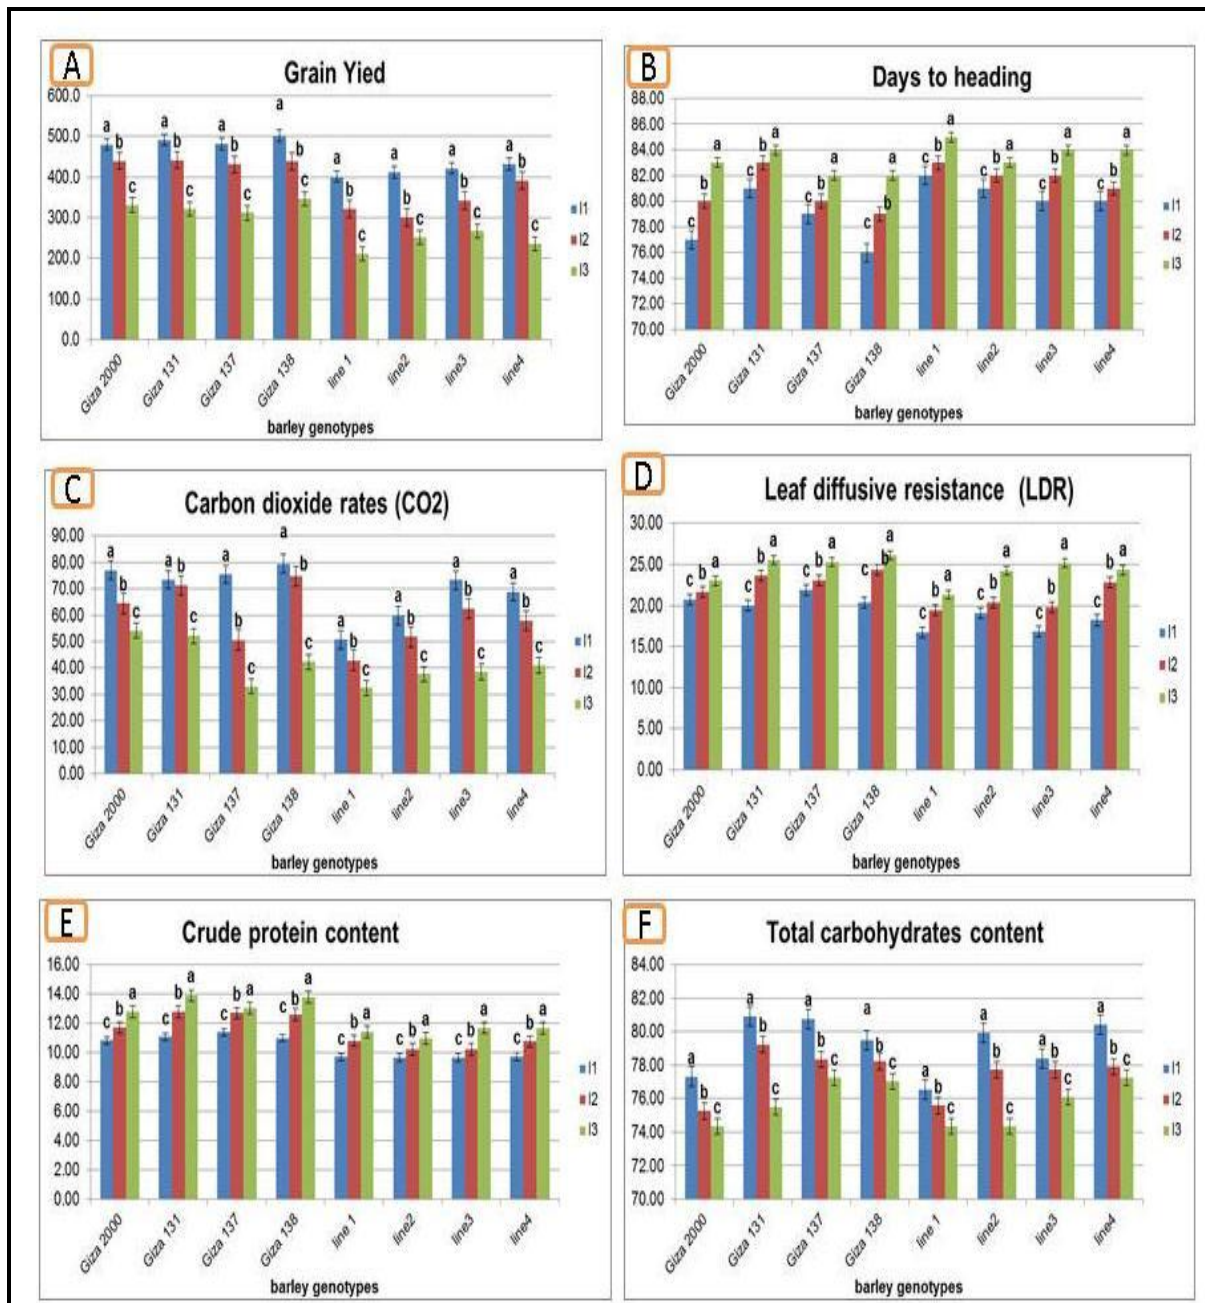 A
Grain Yied
600.0
500.0
400.0
300.0
200.0
100.0
0.0
a b c a b c a b c a b c a b c a b c a b c a b c
I1
I2
I3
Giza 2000 Giza 131 Giza 137 Giza 138 line 1 line2 line3 line4
barley genotypes
B
Days to heading
88.00
86.00
84.00
82.00
80.00
78.00
76.00
74.00
72.00
70.00
c b a c b a c b a c b a c b a c b a c b a c b a
I1
I2
I3
Giza 2000 Giza 131 Giza 137 Giza 138 line 1 line2 line3 line4
barley genotypes
C
Carbon dioxide rates (CO2)
90.00
80.00
70.00
60.00
50.00
40.00
30.00
20.00
10.00
0.00
a b c a b c a b c a b c a b c a b c a b c a b c
I1
I2
I3
Giza 2000 Giza 131 Giza 137 Giza 138 line 1 line2 line3 line4
barley genotypes
D
Leaf diffusive resistance (LDR)
30.00
25.00
20.00
15.00
10.00
5.00
0.00
c b a c b a c b a c b a c b a c b a c b a c b a
I1
I2
I3
Giza 2000 Giza 131 Giza 137 Giza 138 line 1 line2 line3 line4
barley genotypes
E
Crude protein content
16.00
14.00
12.00
10.00
8.00
6.00
4.00
2.00
0.00
c b a c b a c b a c b a c b a c b a c b a c b a
I1
I2
I3
Giza 2000 Giza 131 Giza 137 Giza 138 line 1 line2 line3 line4
barley genotypes
F
Total carbohydrates content
84.00
82.00
80.00
78.00
76.00
74.00
72.00
70.00
a b c a b c a b c a b c a b c a b c a b c a b c
I1
I2
I3
Giza 2000 Giza 131 Giza 137 Giza 138 line 1 line2 line3 line4
barley genotypes